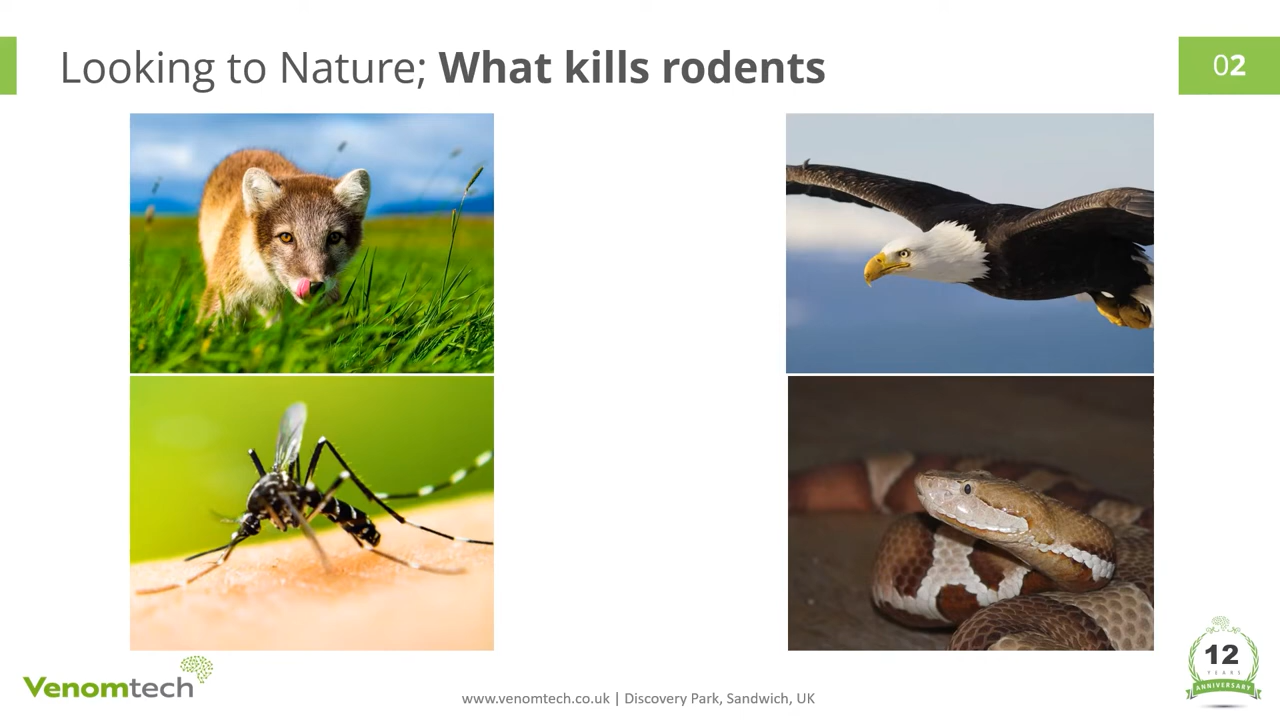 Looking to Nature; What kills rodents
02
Venomtech
www.venomtech.co.uk | Discovery Park, Sandwich, UK
12
YEARS
ANNIVERSARY